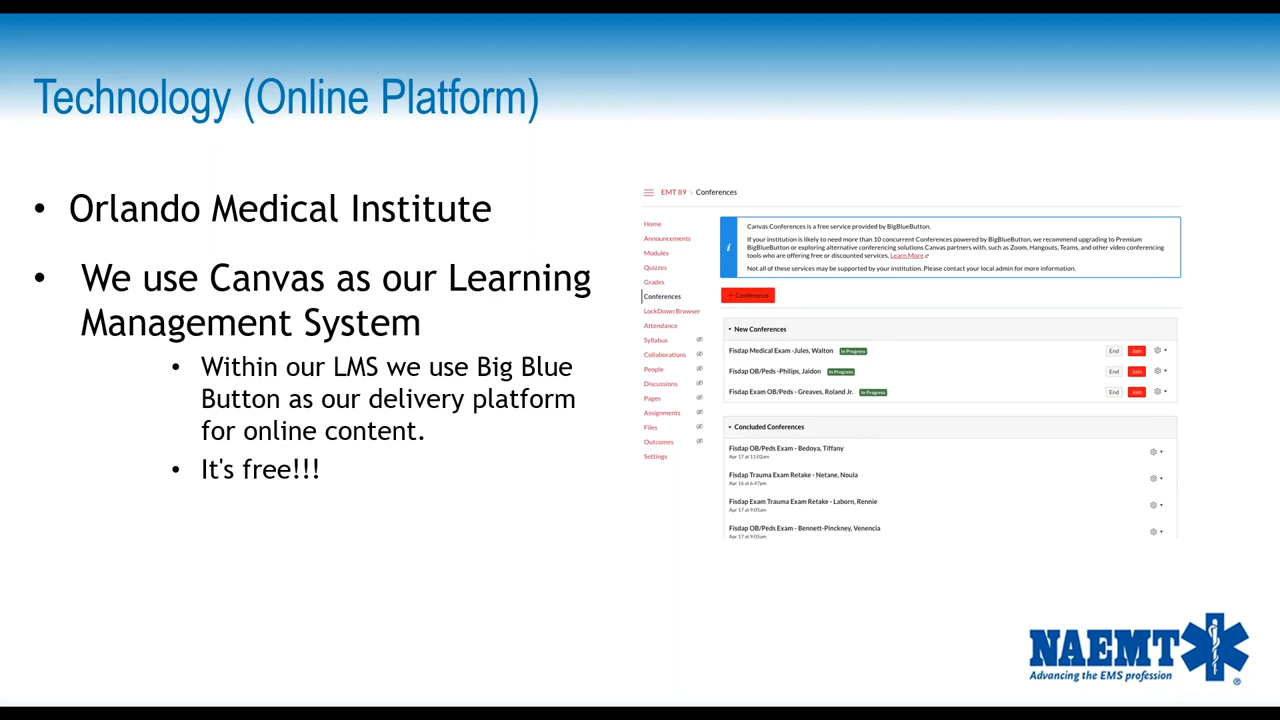 Technology (Online Platform)
• Orlando Medical Institute
• We use Canvas as our Learning
Management System
• Within our LMS we use Big Blue
Button as our delivery platform
for online content.
• It's free!!!
EMT 89 › Conferences
Home
Announcements
Modules
Quizzes
Grades
Conferences
LockDown Browser
Attendance
Syllabus
Collaborations
People
Discussions
Pages
Assignments
Files
Outcomes
Settings
i
Canvas Conferences is a free service provided by BigBlueButton.
If your institution is likely to need more than 10 concurrent Conferences powered by BigBlueButton, we recommend upgrading to Premium
BigBlueButton or exploring alternative conferencing solutions Canvas partners with, such as Zoom, Hangouts, Teams, and other video conferencing
tools who are offering free or discounted services. Learn More
Not all of these services may be supported by your institution. Please contact your local admin for more information.
+ Conference
New Conferences
Fisdap Medical Exam -Jules, Walton In Progress End Join
Fisdap OB/Peds -Philips, Jaidon In Progress End Join
Fisdap Exam OB/Peds - Greaves, Roland Jr. In Progress End Join
Concluded Conferences
Fisdap OB/Peds Exam - Bedoya, Tiffany
Apr 17 at 11:02am
Fisdap Trauma Exam Retake - Netane, Noula
Apr 16 at 6:47pm
Fisdap Exam Trauma Exam Retake - Laborn, Rennie
Apr 17 at 9:05am
Fisdap OB/Peds Exam - Bennett-Pinckney, Venencia
Apr 17 at 9:05am
NAEMT
Advancing the EMS profession ®